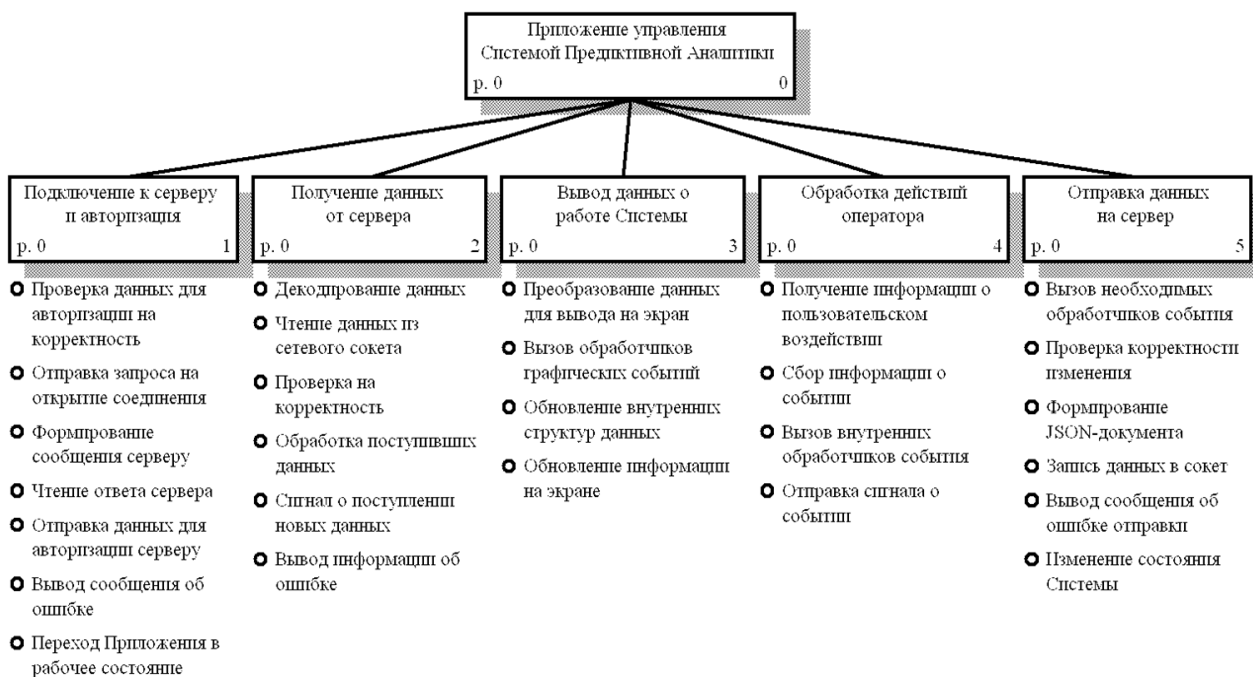 Приложение управления
Системой Предиктивной Аналитики
р. 0
0
Подключение к серверу
и авторизация
р. 0
1
Проверка данных для
авторизации на
корректность
Отправка запроса на
открытие соединения
Формирование
сообщения серверу
Чтение ответа сервера
Отправка данных для
авторизации серверу
Вывод сообщения об
ошибке
Переход Приложения в
рабочее состояние
Получение данных
от сервера
р. 0
2
Декодирование данных
Чтение данных из
сетевого сокета
Проверка на
корректность
Обработка поступивших
данных
Сигнал о поступлении
новых данных
Вывод информации об
ошибке
Вывод данных о
работе Системы
р. 0
3
Преобразование данных
для вывода на экран
Вызов обработчиков
графических событий
Обновление внутренних
структур данных
Обновление информации
на экране
Обработка действий
оператора
р. 0
4
Получение информации о
пользовательском
воздействии
Сбор информации о
событии
Вызов внутренних
обработчиков события
Отправка сигнала о
событии
Отправка данных
на сервер
р. 0
5
Вызов необходимых
обработчиков события
Проверка корректности
изменения
Формирование
JSON-документа
Запись данных в сокет
Вывод сообщения об
ошибке отправки
Изменение состояния
Системы